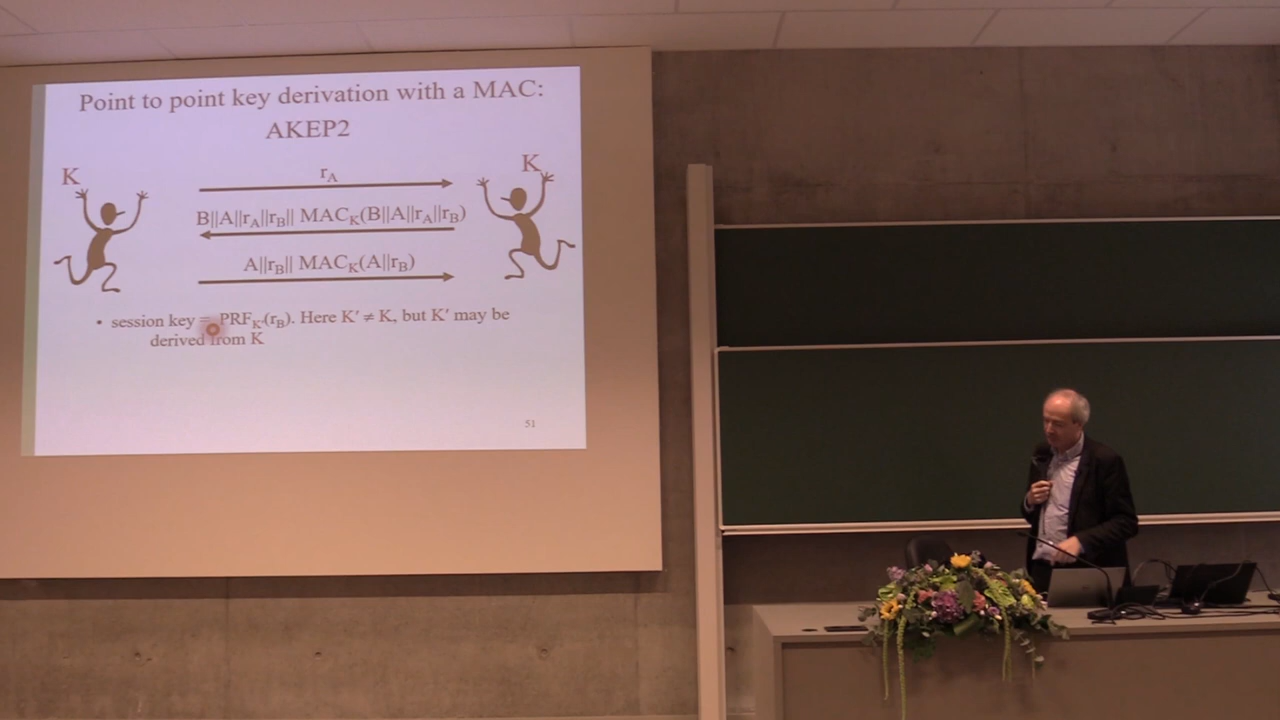 Point to point key derivation with a MAC:
AKEP2
K
K
rA
B||A||rA||rB|| MACK(B||A||rA||rB)
A||rB|| MACK(A||rB)
• session key = PRFK'(rB). Here K′ ≠ K, but K′ may be
derived from K
51